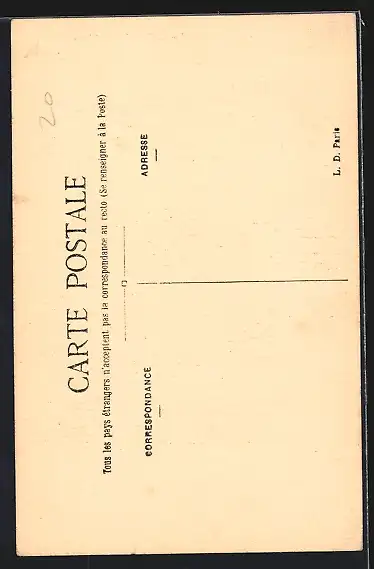 20
CARTE POSTALE
Tous les pays étrangers n'acceptent pas la correspondance au recto (Se renseigner à la Poste)
CORRESPONDANCE
ADRESSE
L. D. Paris